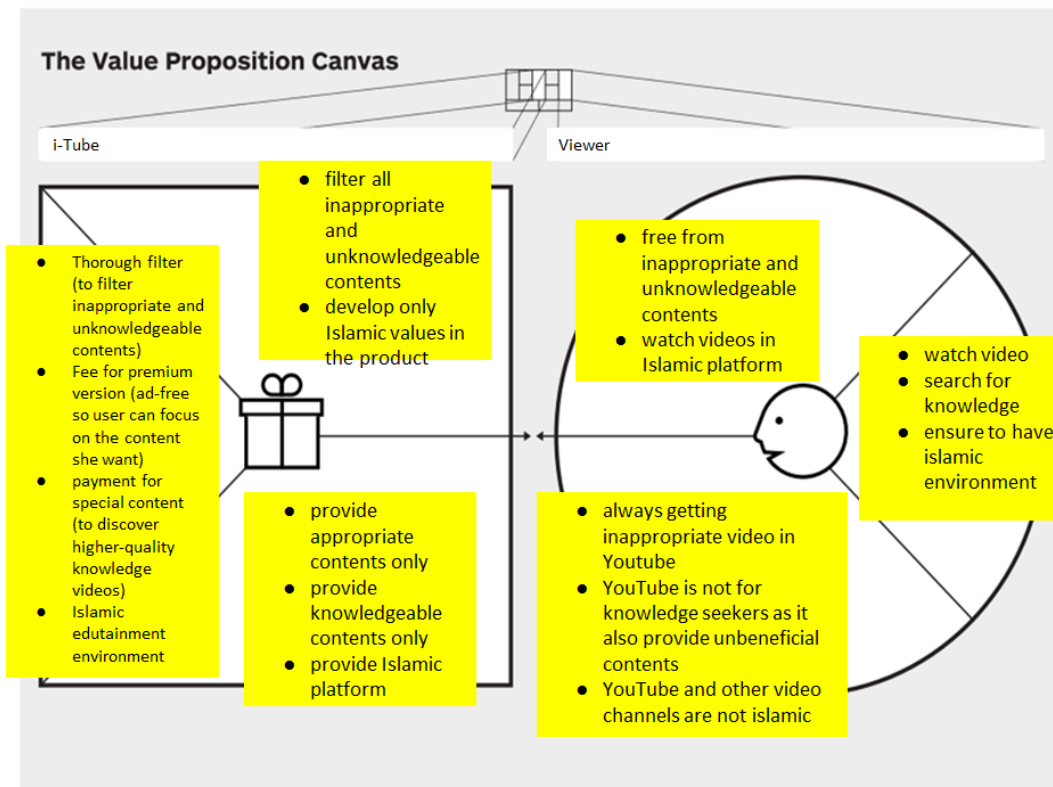 The Value Proposition Canvas
i-Tube
Viewer
● filter all
inappropriate
and
unknowledgeable
contents
● develop only
Islamic values in
the product
● Thorough filter
(to filter
inappropriate and
unknowledgeable
contents)
● Fee for premium
version (ad-free
so user can focus
on the content
she want)
● payment for
special content
(to discover
higher-quality
knowledge
videos)
● Islamic
edutainment
environment
● provide
appropriate
contents only
● provide
knowledgeable
contents only
● provide Islamic
platform
● free from
inappropriate and
unknowledgeable
contents
● watch videos in
Islamic platform
● watch video
● search for
knowledge
● ensure to have
islamic
environment
● always getting
inappropriate video in
Youtube
● YouTube is not for
knowledge seekers as it
also provide unbeneficial
contents
● YouTube and other video
channels are not islamic